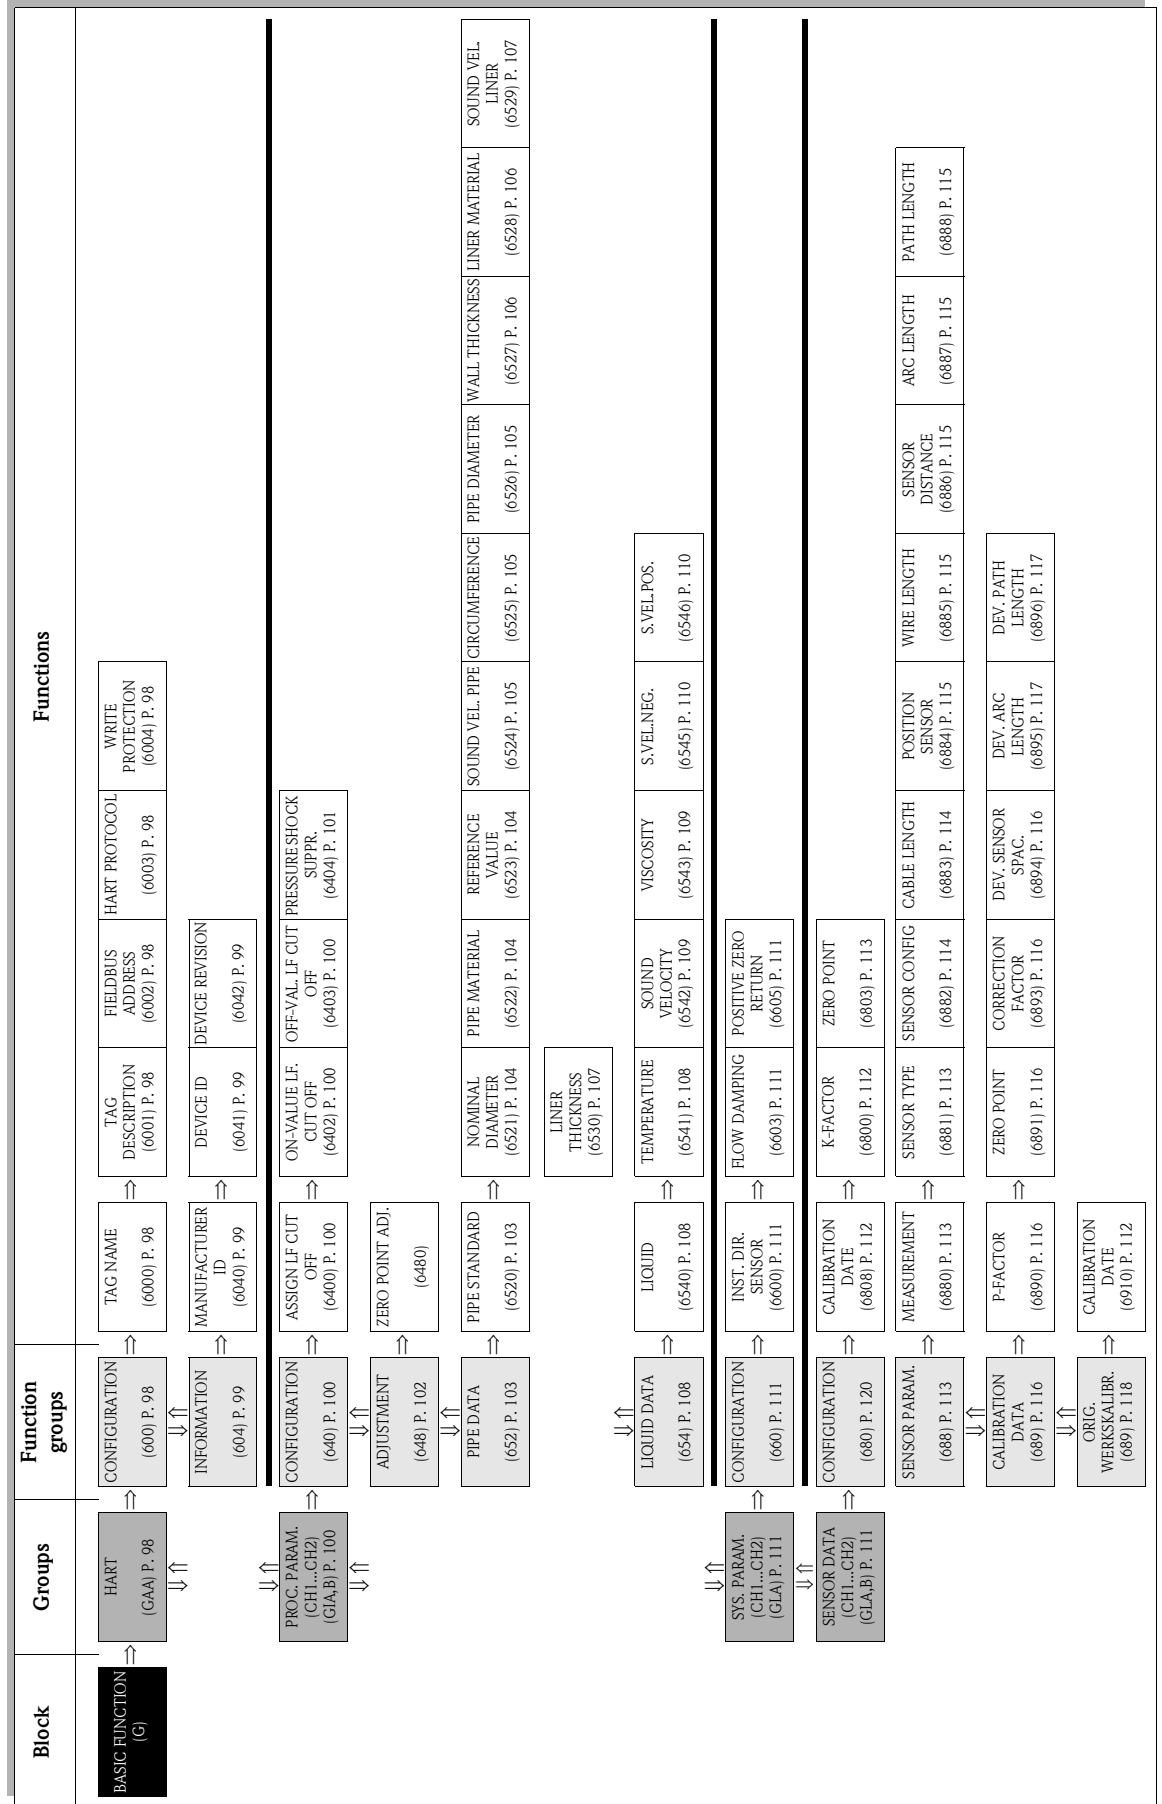 Block
Groups
Function
groups
Functions
BASIC FUNCTION
(G)
HART
(GAA) P. 98
CONFIGURATION
(600) P. 98
TAG NAME
(6000) P. 98
TAG
DESCRIPTION
(6001) P. 98
FIELDBUS
ADDRESS
(6002) P. 98
HART PROTOCOL
(6003) P. 98
WRITE
PROTECTION
(6004) P. 98
INFORMATION
(604) P. 99
MANUFACTURER
ID
(6040) P. 99
DEVICE ID
(6041) P. 99
DEVICE REVISION
(6042) P. 99
PROC. PARAM.
(CH1...CH2)
(GIA,B) P. 100
CONFIGURATION
(640) P. 100
ASSIGN LF CUT
OFF
(6400) P. 100
ON-VALUE LF.
CUT OFF
(6402) P. 100
OFF-VAL. LF CUT
OFF
(6403) P. 100
PRESSURE SHOCK
SUPPR.
(6404) P. 101
ADJUSTMENT
(648) P. 102
ZERO POINT ADJ.
(6480)
PIPE DATA
(652) P. 103
PIPE STANDARD
(6520) P. 103
NOMINAL
DIAMETER
(6521) P. 104
PIPE MATERIAL
(6522) P. 104
REFERENCE
VALUE
(6523) P. 104
SOUND VEL. PIPE
(6524) P. 105
CIRCUMFERENCE
(6525) P. 105
PIPE DIAMETER
(6526) P. 105
WALL THICKNESS
(6527) P. 106
LINER MATERIAL
(6528) P. 106
SOUND VEL.
LINER
(6529) P. 107
LINER
THICKNESS
(6530) P. 107
LIQUID DATA
(654) P. 108
LIQUID
(6540) P. 108
TEMPERATURE
(6541) P. 108
SOUND
VELOCITY
(6542) P. 109
VISCOSITY
(6543) P. 109
S.VEL.NEG.
(6545) P. 110
S.VEL.POS.
(6546) P. 110
SYS. PARAM.
(CH1...CH2)
(GLA) P. 111
CONFIGURATION
(660) P. 111
INST. DIR.
SENSOR
(6600) P. 111
FLOW DAMPING
(6603) P. 111
POSITIVE ZERO
RETURN
(6605) P. 111
SENSOR DATA
(CH1...CH2)
(GLA,B) P. 111
CONFIGURATION
(680) P. 120
CALIBRATION
DATE
(6808) P. 112
K-FACTOR
(6800) P. 112
ZERO POINT
(6803) P. 113
SENSOR PARAM.
(688) P. 113
MEASUREMENT
(6880) P. 113
SENSOR TYPE
(6881) P. 113
SENSOR CONFIG
(6882) P. 114
CABLE LENGTH
(6883) P. 114
POSITION
SENSOR
(6884) P. 115
WIRE LENGTH
(6885) P. 115
SENSOR
DISTANCE
(6886) P. 115
ARC LENGTH
(6887) P. 115
PATH LENGTH
(6888) P. 115
CALIBRATION
DATA
(689) P. 116
P-FACTOR
(6890) P. 116
ZERO POINT
(6891) P. 116
CORRECTION
FACTOR
(6893) P. 116
DEV. SENSOR
SPAC.
(6894) P. 116
DEV. ARC
LENGTH
(6895) P. 117
DEV. PATH
LENGTH
(6896) P. 117
ORIG.
WERKSKALIBR.
(689) P. 118
CALIBRATION
DATE
(6910) P. 112